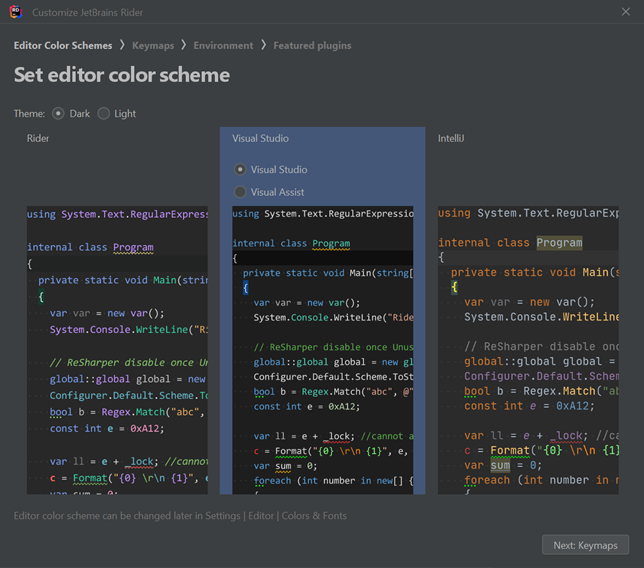 RD Customize JetBrains Rider
Editor Color Schemes > Keymaps > Environment > Featured plugins
Set editor color scheme
Theme: Dark Light
Rider
using System.Text.RegularExpres
internal class Program
{
private static void Main(strin
{
var var = new var();
System.Console.WriteLine("Ri
// ReSharper disable once Unu
global::global global = new
Configurer.Default.Scheme.To
bool b = Regex.Match("abc",
const int e = 0xA12;
var ll = e + _lock; //cannot
c = Format("{0} \r\n {1}", e
var sum = 0;
Visual Studio
Visual Studio
Visual Assist
using System.Text.RegularExpressio
internal class Program
{
private static void Main(string[
{
var var = new var();
System.Console.WriteLine("Ride
// ReSharper disable once Unus
global::global global = new gl
Configurer.Default.Scheme.ToSt
bool b = Regex.Match("abc", @"
const int e = 0xA12;
var ll = e + _lock; //cannot a
c = Format("{0} \r\n {1}", e,
var sum = 0;
foreach (int number in new[] {
{
IntelliJ
using System.Text.RegularExp
internal class Program
{
private static void Main(s
{
var var = new var();
System.Console.WriteLine
// ReSharper disable onc
global::global global =
Configurer.Default.Schem
bool b = Regex.Match("ab
const int e = 0xA12;
var ll = e + _lock; //ca
c = Format("{0} \r\n {1}
var sum = 0;
foreach (int number in n
{
Editor color scheme can be changed later in Settings | Editor | Colors & Fonts
Next: Keymaps